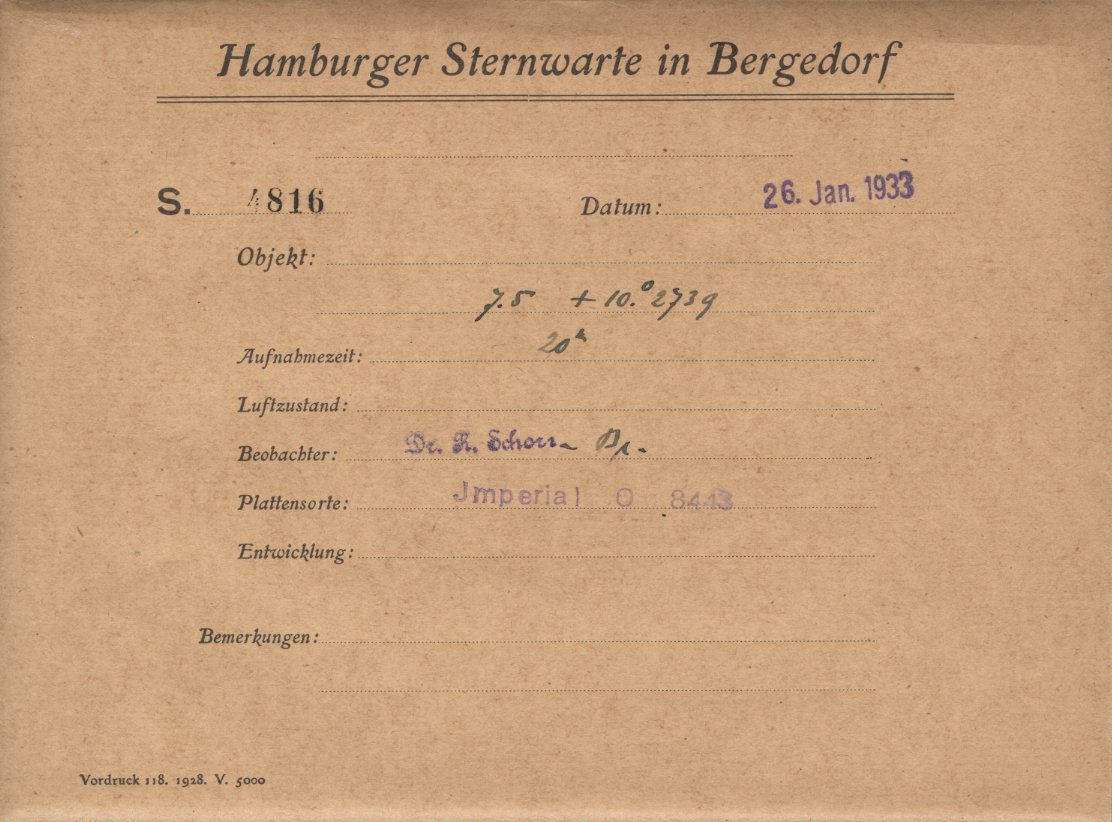 Hamburger Sternwarte in Bergedorf
S. 4816 Datum: 26. Jan. 1933
Objekt:
7.5 + 10.° 2739
Aufnahmezeit: 20ᵐ
Luftzustand:
Beobachter: Dr. R. Schorr -
Plattensorte: Jmperial O 8443
Entwicklung:
Bemerkungen:
Vordruck 118. 1928. V. 5000